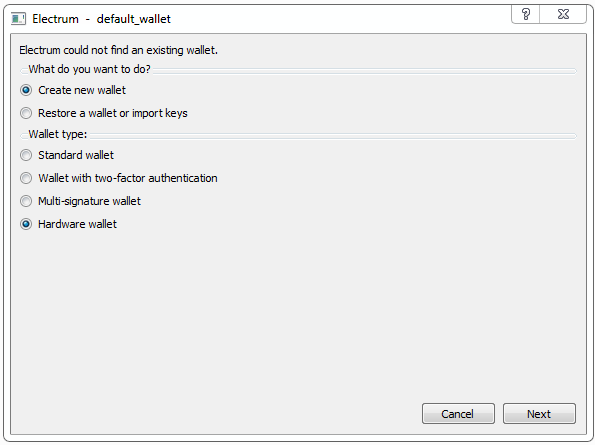 Electrum - default_wallet
Electrum could not find an existing wallet.
What do you want to do?
Create new wallet
Restore a wallet or import keys
Wallet type:
Standard wallet
Wallet with two-factor authentication
Multi-signature wallet
Hardware wallet
Cancel Next